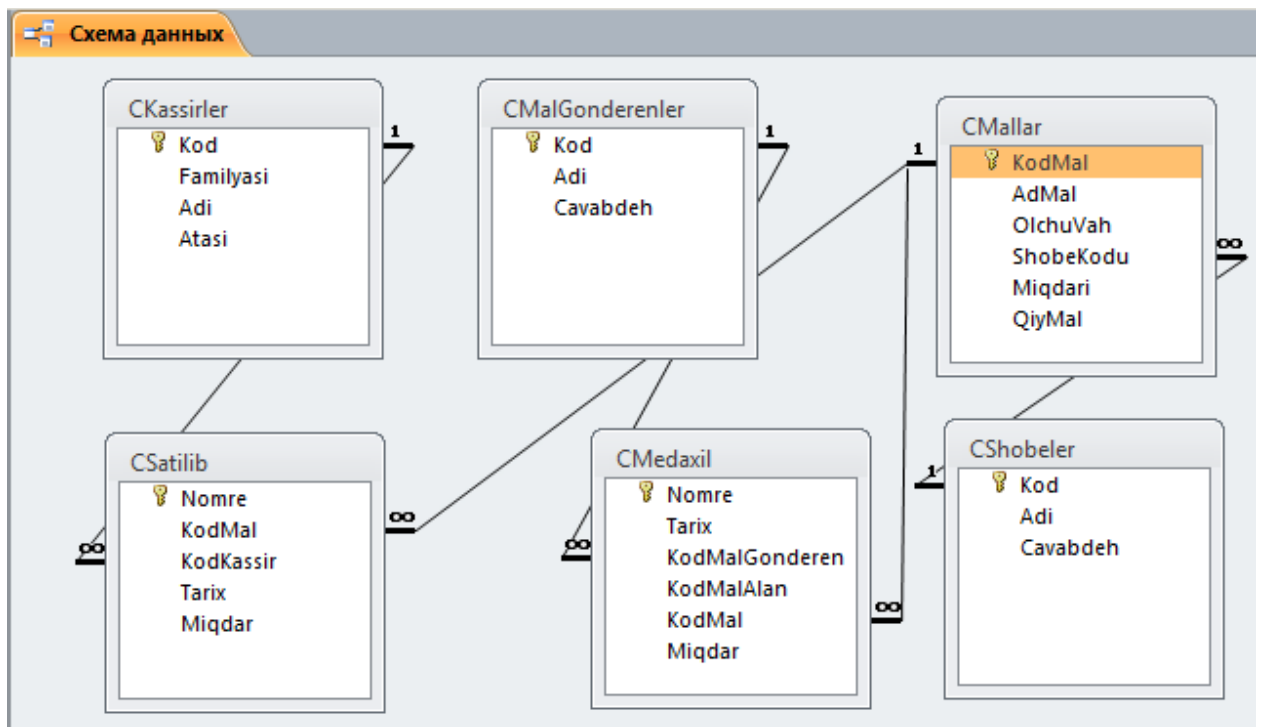 Схема данных
CKassirler
Kod
Familyasi
Adi
Atasi
1
CMalGonderenler
Kod
Adi
Cavabdeh
1
CMallar
KodMal
AdMal
OlchuVah
ShobeKodu
Miqdari
QiyMal
1
∞
CSatilib
Nomre
KodMal
KodKassir
Tarix
Miqdar
∞
∞
CMedaxil
Nomre
Tarix
KodMalGonderen
KodMalAlan
KodMal
Miqdar
∞
∞
CShobeler
Kod
Adi
Cavabdeh
1